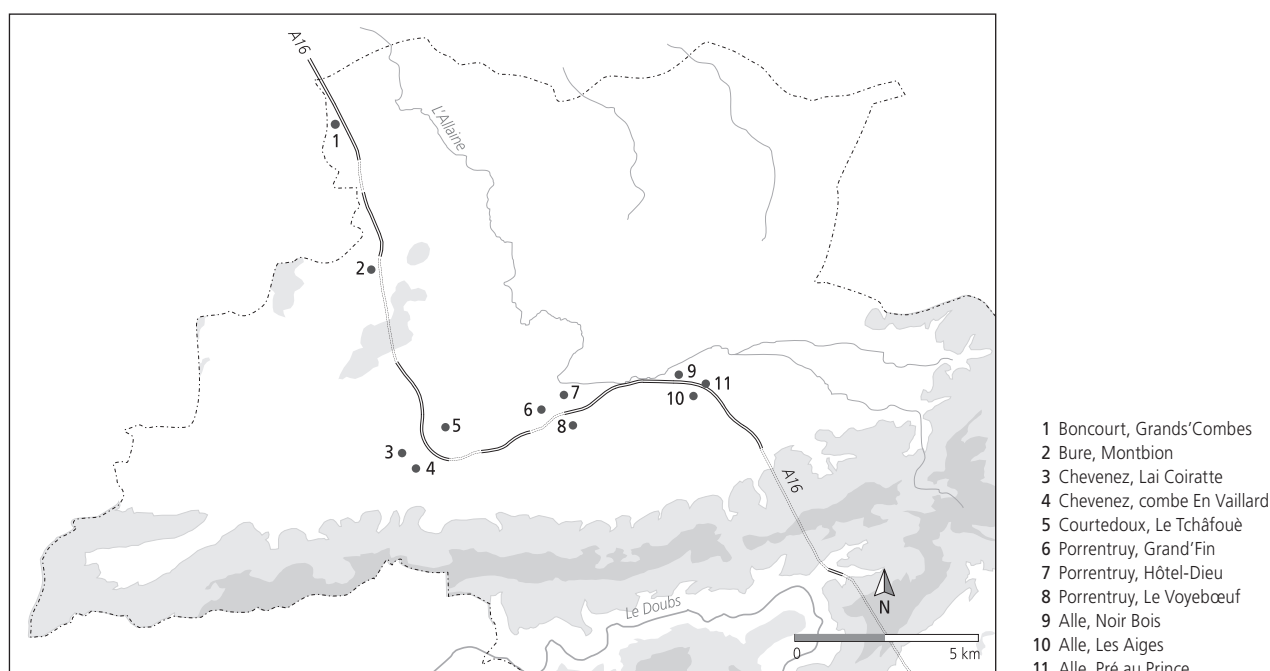 A16
L'Allaine
1
2
9
11
10
7
6
8
5
3
4
A16
Le Doubs
N
0
5 km
1 Boncourt, Grands'Combes
2 Bure, Montbion
3 Chevenez, Lai Coiratte
4 Chevenez, combe En Vaillard
5 Courtedoux, Le Tchâfouè
6 Porrentruy, Grand'Fin
7 Porrentruy, Hôtel-Dieu
8 Porrentruy, Le Voyebœuf
9 Alle, Noir Bois
10 Alle, Les Aiges
11 Alle, Pré au Prince